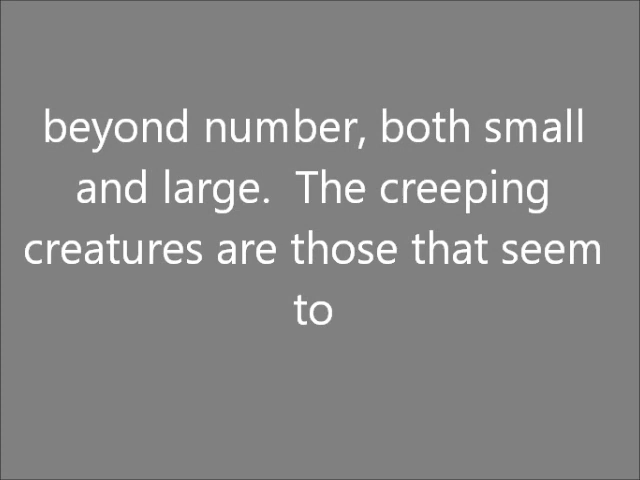 beyond number, both small
and large.  The creeping
creatures are those that seem
to